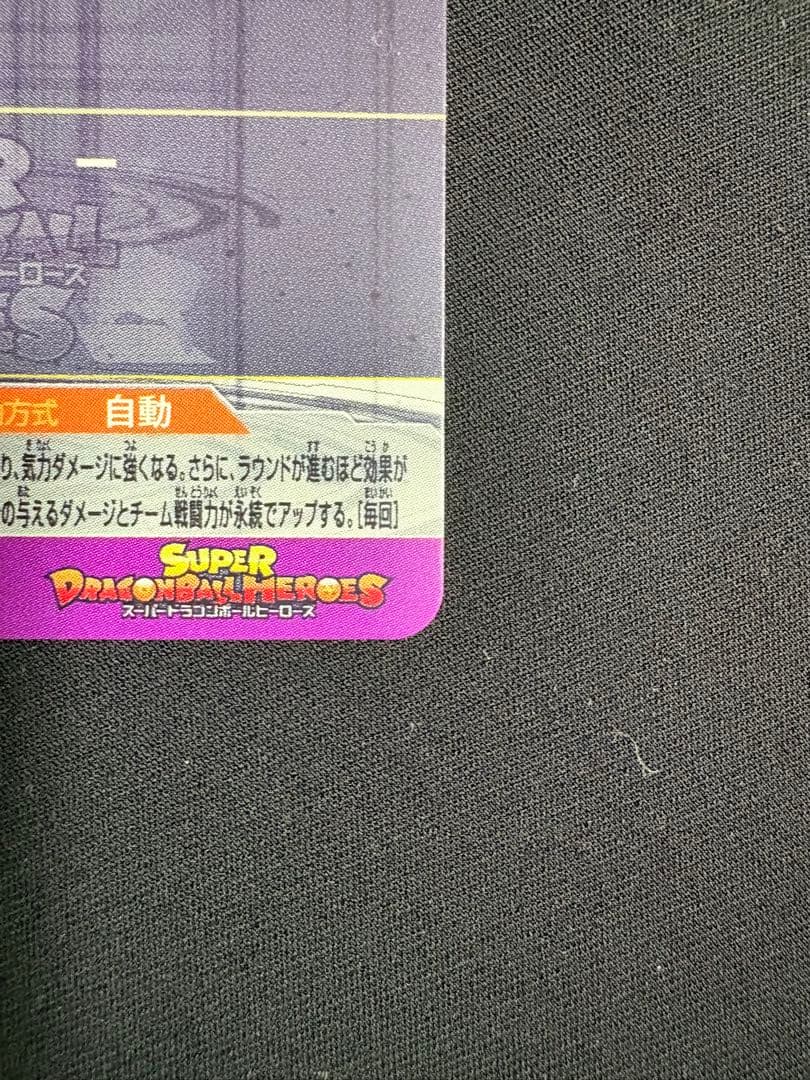 R
BALL
ーローズ
ES
方式 自動
り、気力ダメージに強くなる。さらに、ラウンドが進むほど効果が
の与えるダメージとチーム戦闘力が永続でアップする。[毎回]
SUPER
DRAGONBALL HEROES
スーパードラゴンボールヒーローズ